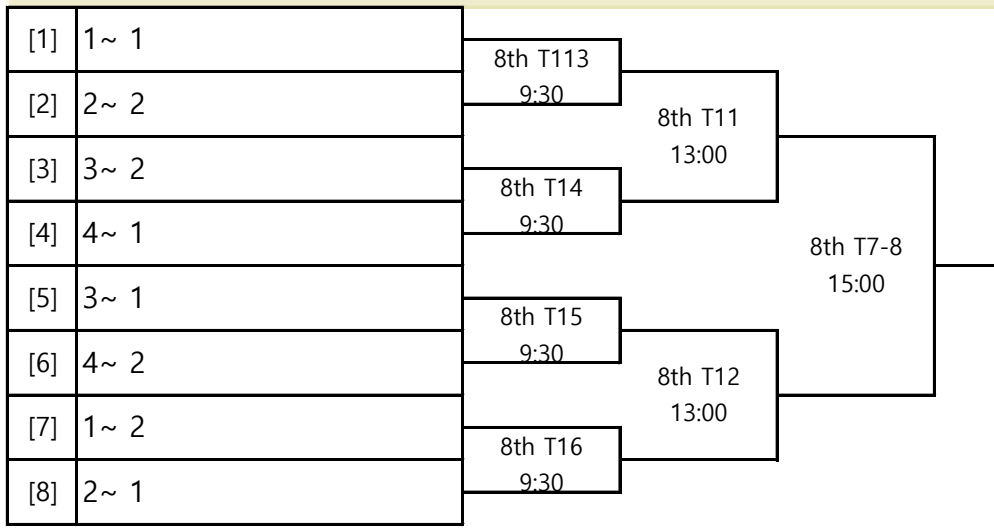 [1] 1~ 1
[2] 2~ 2
[3] 3~ 2
[4] 4~ 1
[5] 3~ 1
[6] 4~ 2
[7] 1~ 2
[8] 2~ 1
8th T113
9:30
8th T14
9:30
8th T15
9:30
8th T16
9:30
8th T11
13:00
8th T12
13:00
8th T7-8
15:00